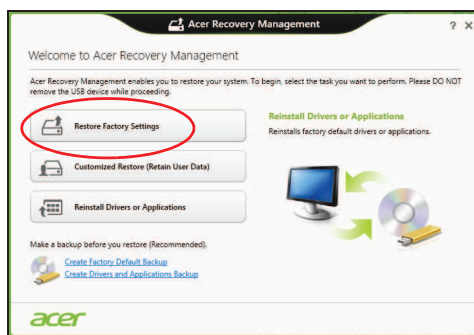 Acer Recovery Management
? X
Welcome to Acer Recovery Management
Acer Recovery Management enables you to restore your system. To begin, select the task you want to perform. Please DO NOT
remove the USB device while proceeding.
Restore Factory Settings
Customized Restore (Retain User Data)
Reinstall Drivers or Applications
Reinstall Drivers or Applications
Reinstalls factory default drivers or applications.
Make a backup before you restore (Recommended).
Create Factory Default Backup
Create Drivers and Applications Backup
acer